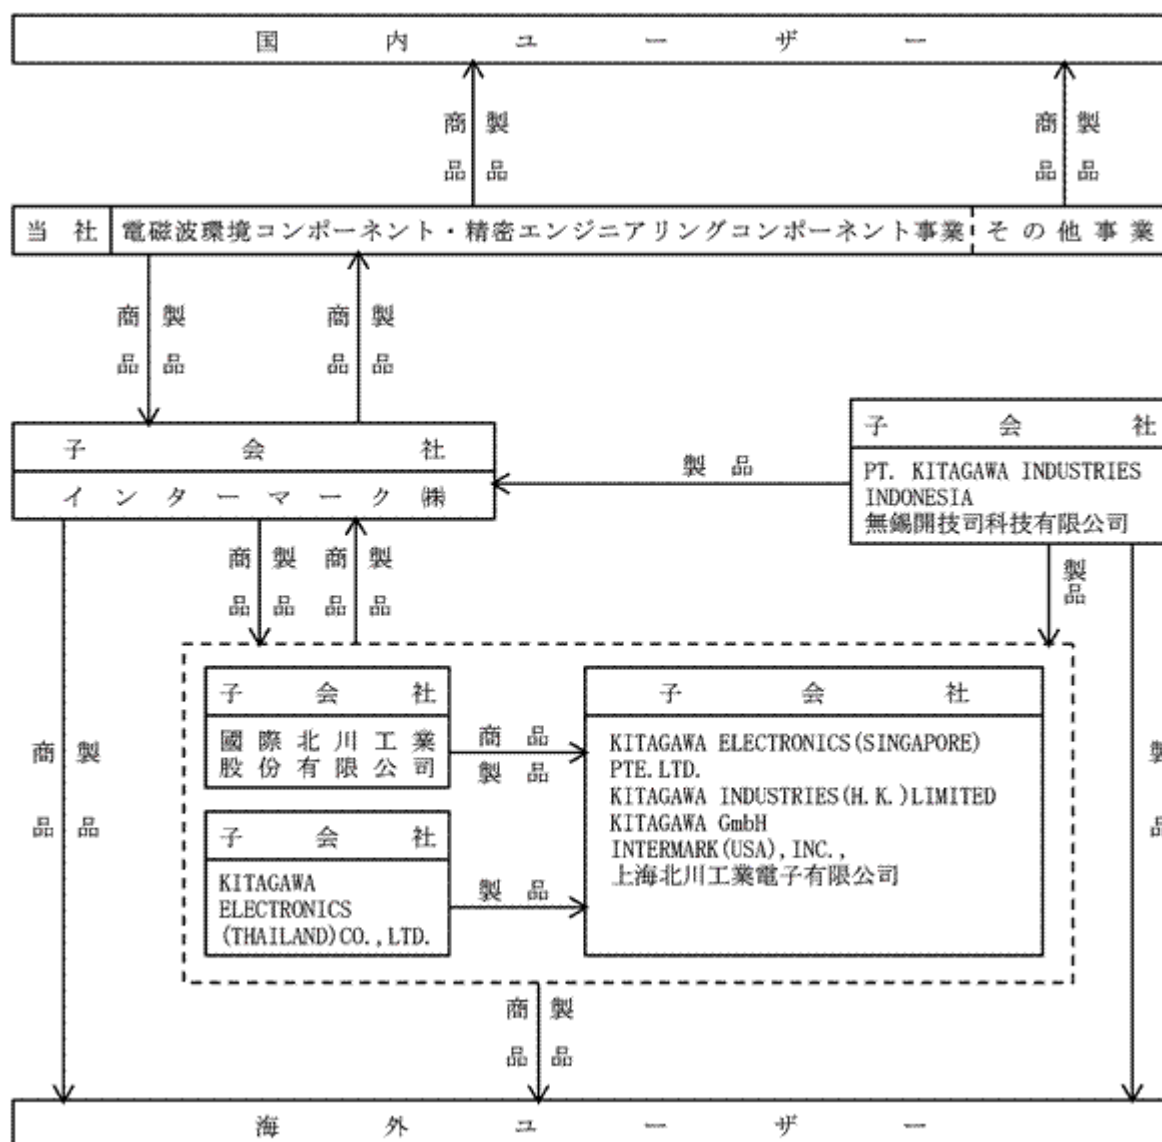 国内ユーザー
商製 商製
品品 品品
当社 電磁波環境コンポーネント・精密エンジニアリングコンポーネント事業 その他事業
商製 商製
品品 品品
子会社
インターマーク㈱
製品
子会社
PT. KITAGAWA INDUSTRIES
INDONESIA
無錫開技司科技有限公司
商製 商製
品品 品品
製
品
商製
品品
子会社
國際北川工業
股份有限公司
商品
製品
子会社
KITAGAWA
ELECTRONICS
(THAILAND)CO.,LTD.
製品
子会社
KITAGAWA ELECTRONICS(SINGAPORE)
PTE.LTD.
KITAGAWA INDUSTRIES(H.K.)LIMITED
KITAGAWA GmbH
INTERMARK(USA),INC.,
上海北川工業電子有限公司
製
品
商製
品品
海外ユーザー